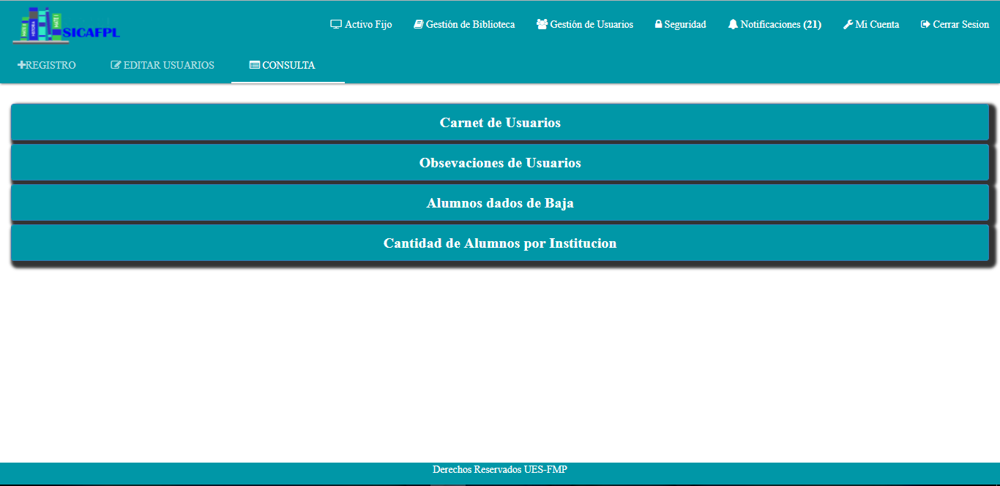 SICAFPL
Activo Fijo Gestión de Biblioteca Gestión de Usuarios Seguridad Notificaciones (21) Mi Cuenta Cerrar Sesion
REGISTRO EDITAR USUARIOS CONSULTA
Carnet de Usuarios
Obsevaciones de Usuarios
Alumnos dados de Baja
Cantidad de Alumnos por Institucion
Derechos Reservados UES-FMP